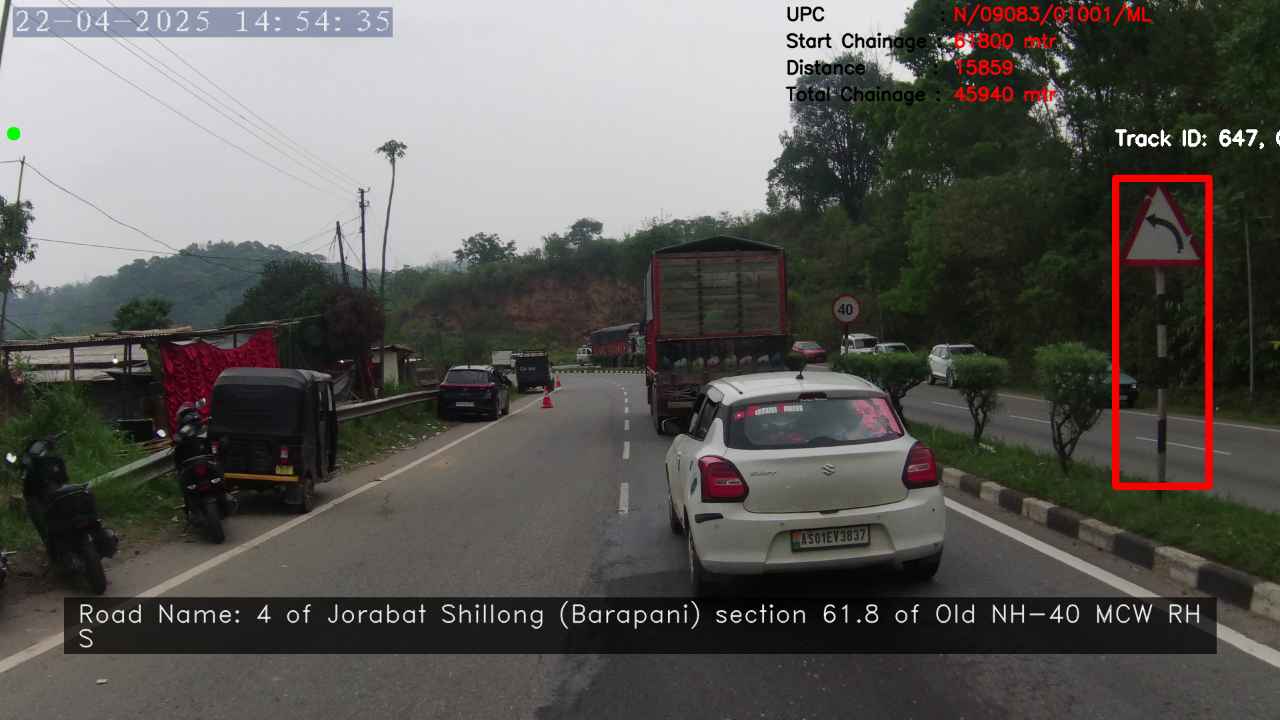 22-04-2025 14:54:35
UPC : N/09083/01001/ML
Start Chainage : 61800 mtr
Distance : 15859
Total Chainage : 45940 mtr
Track ID: 647,
40
SWIFT
AS01EV3837
Road Name: 4 of Jorabat Shillong (Barapani) section 61.8 of Old NH-40 MCW RH
S